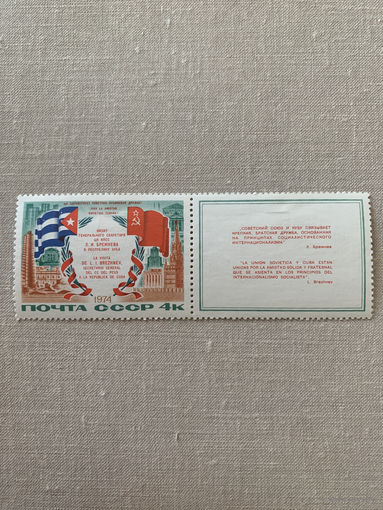 ВИЗИТ
ГЕНЕРАЛЬНОГО СЕКРЕТАРЯ
ЦК КПСС
Л. И. БРЕЖНЕВА
В РЕСПУБЛИКУ КУБА
LA VISITA
DE L. I. BREZHNEV,
SECRETARIO GENERAL
DEL CC DEL PCUS
A LA REPUBLICA DE CUBA
1974
ПОЧТА СССР 4К
„СОВЕТСКИЙ СОЮЗ И КУБУ СВЯЗЫВАЕТ
КРЕПКАЯ, БРАТСКАЯ ДРУЖБА, ОСНОВАННАЯ
НА ПРИНЦИПАХ СОЦИАЛИСТИЧЕСКОГО
ИНТЕРНАЦИОНАЛИЗМА“
Л. Брежнев
"LA UNION SOVIETICA Y CUBA ESTAN
UNIDAS POR LA AMISTAD SOLIDA Y FRATERNAL
QUE SE ASIENTA EN LOS PRINCIPIOS DEL
INTERNACIONALISMO SOCIALISTA".
L. Brezhnev